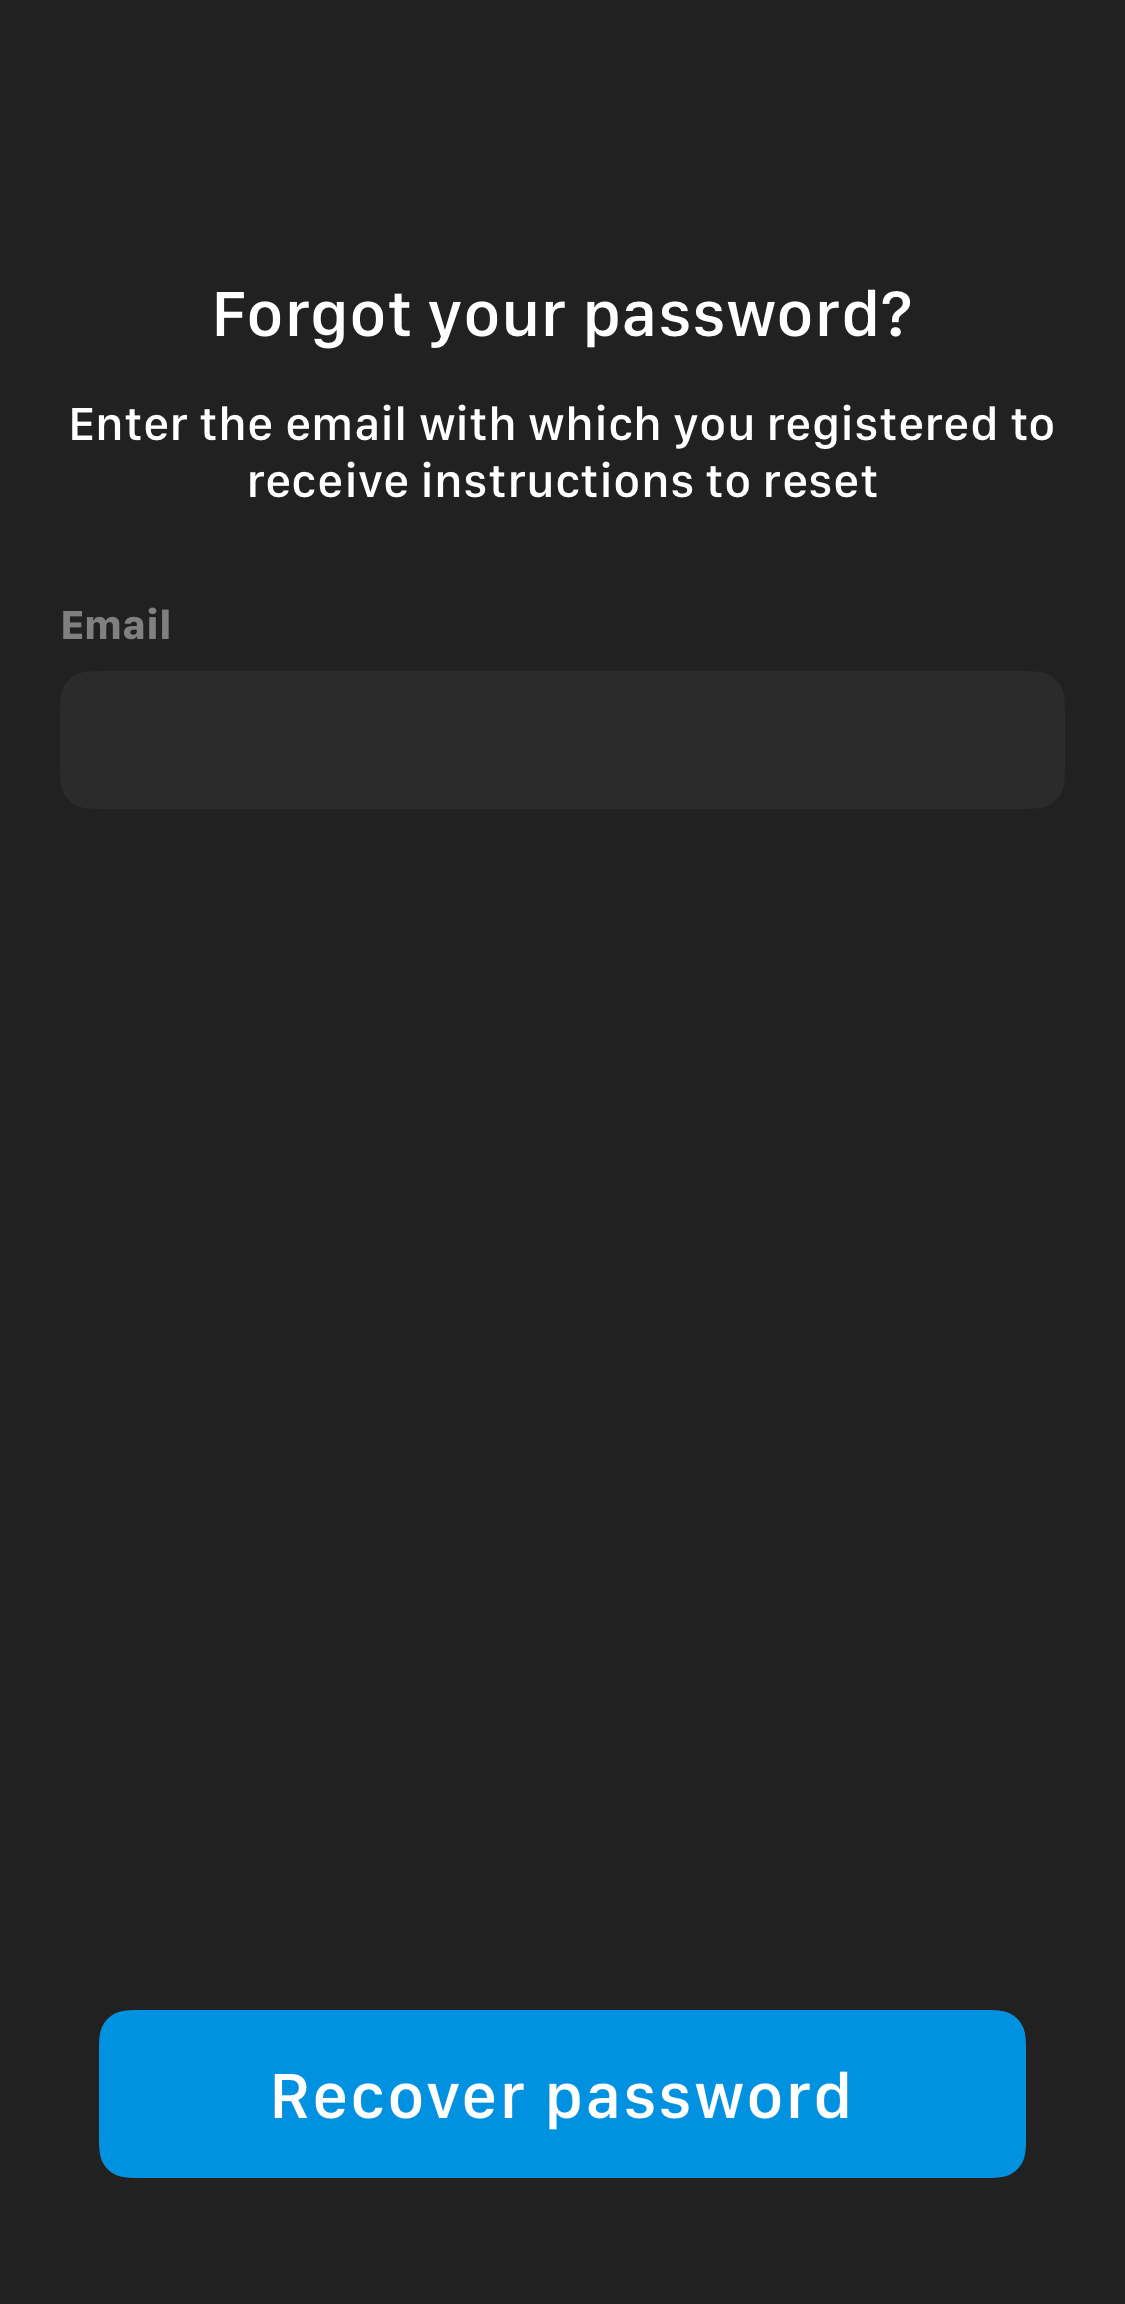 Forgot your password?
Enter the email with which you registered to
receive instructions to reset
Email
Recover password